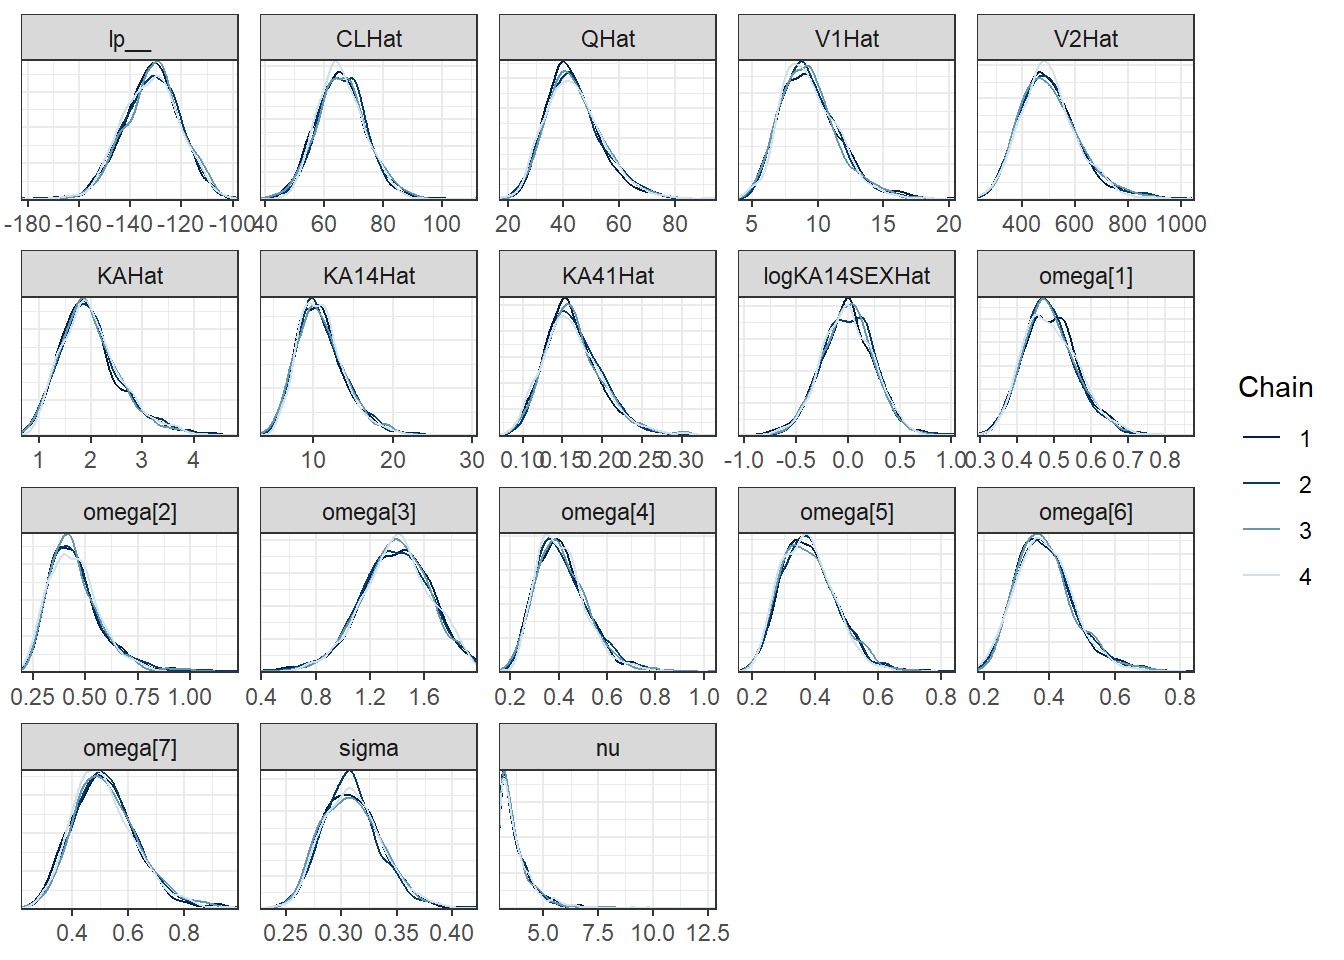 lp__ CLHat QHat V1Hat V2Hat
-180 -160 -140 -120 -100 40 60 80 100 20 40 60 80 5 10 15 20 400 600 800 1000
KAHat KA14Hat KA41Hat logKA14SEXHat omega[1]
1 2 3 4 10 20 30 0.10 0.15 0.20 0.25 0.30 -1.0 -0.5 0.0 0.5 1.0 0.3 0.4 0.5 0.6 0.7 0.8
omega[2] omega[3] omega[4] omega[5] omega[6]
0.25 0.50 0.75 1.00 0.4 0.8 1.2 1.6 0.2 0.4 0.6 0.8 1.0 0.2 0.4 0.6 0.8 0.2 0.4 0.6 0.8
omega[7] sigma nu
0.4 0.6 0.8 0.25 0.30 0.35 0.40 5.0 7.5 10.0 12.5
Chain
1
2
3
4